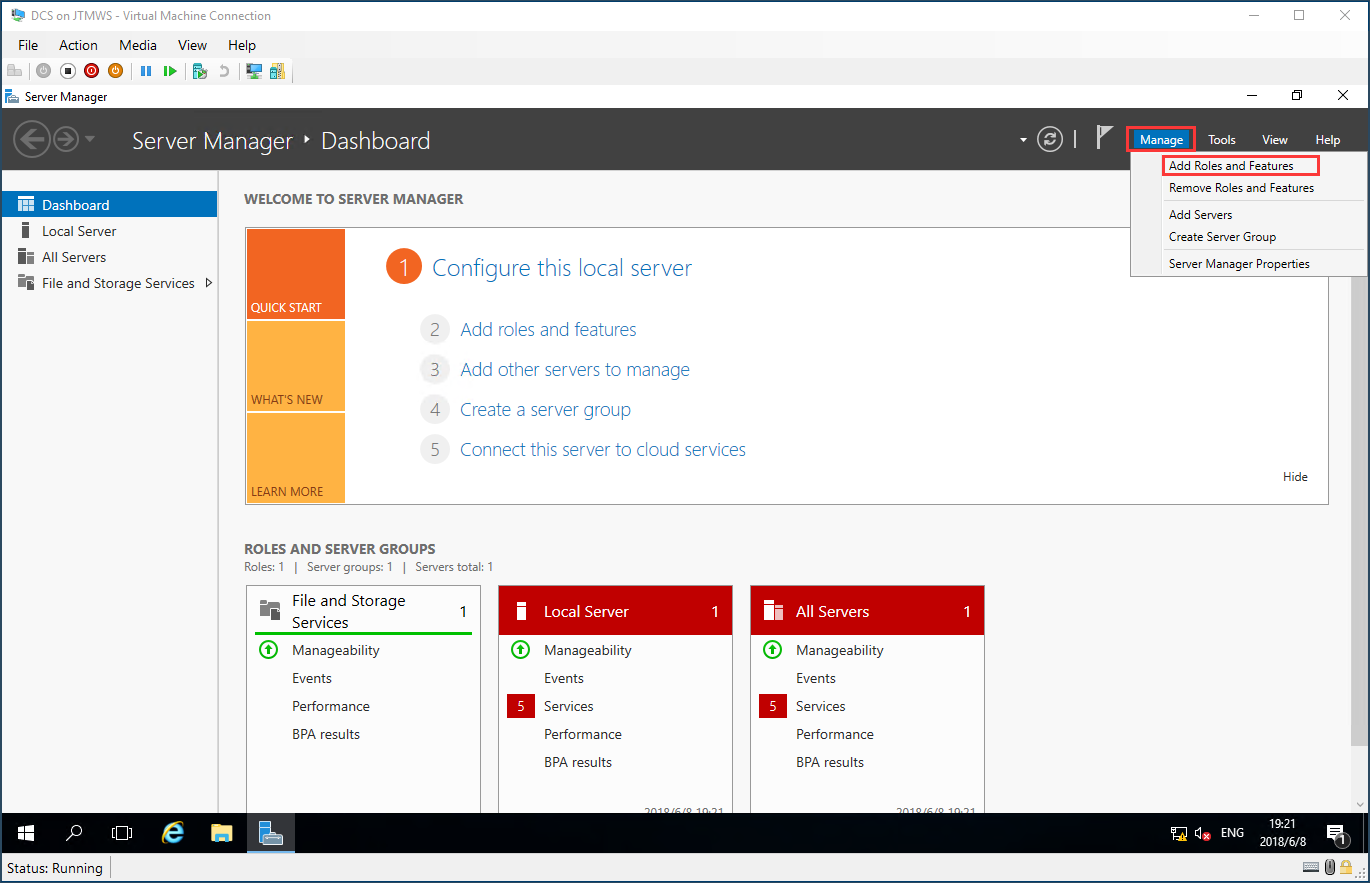 DCS on JTMWS - Virtual Machine Connection
File Action Media View Help
Server Manager
Server Manager ‣ Dashboard
Manage Tools View Help
Add Roles and Features
Remove Roles and Features
Add Servers
Create Server Group
Server Manager Properties
Dashboard
Local Server
All Servers
File and Storage Services
WELCOME TO SERVER MANAGER
QUICK START
WHAT'S NEW
LEARN MORE
1 Configure this local server
2 Add roles and features
3 Add other servers to manage
4 Create a server group
5 Connect this server to cloud services
Hide
ROLES AND SERVER GROUPS
Roles: 1 | Server groups: 1 | Servers total: 1
File and Storage
Services 1
Manageability
Events
Performance
BPA results
Local Server 1
Manageability
Events
5 Services
Performance
BPA results
2018/6/8 19:21
All Servers 1
Manageability
Events
5 Services
Performance
BPA results
2018/6/8 19:21
ENG
19:21
2018/6/8
1
Status: Running